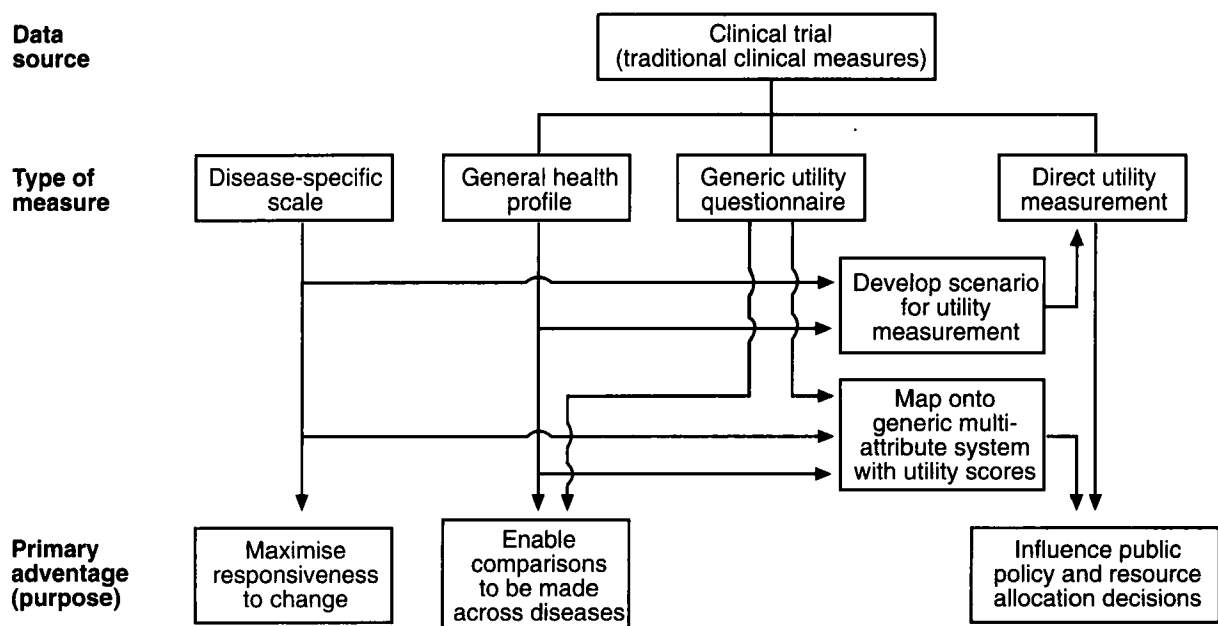 Data
source
Clinical trial
(traditional clinical measures)
Type of
measure
Disease-specific
scale
General health
profile
Generic utility
questionnaire
Direct utility
measurement
Develop scenario
for utility
measurement
Map onto
generic multi-
attribute system
with utility scores
Primary
advantage
(purpose)
Maximise
responsiveness
to change
Enable
comparisons
to be made
across diseases
Influence public
policy and resource
allocation decisions